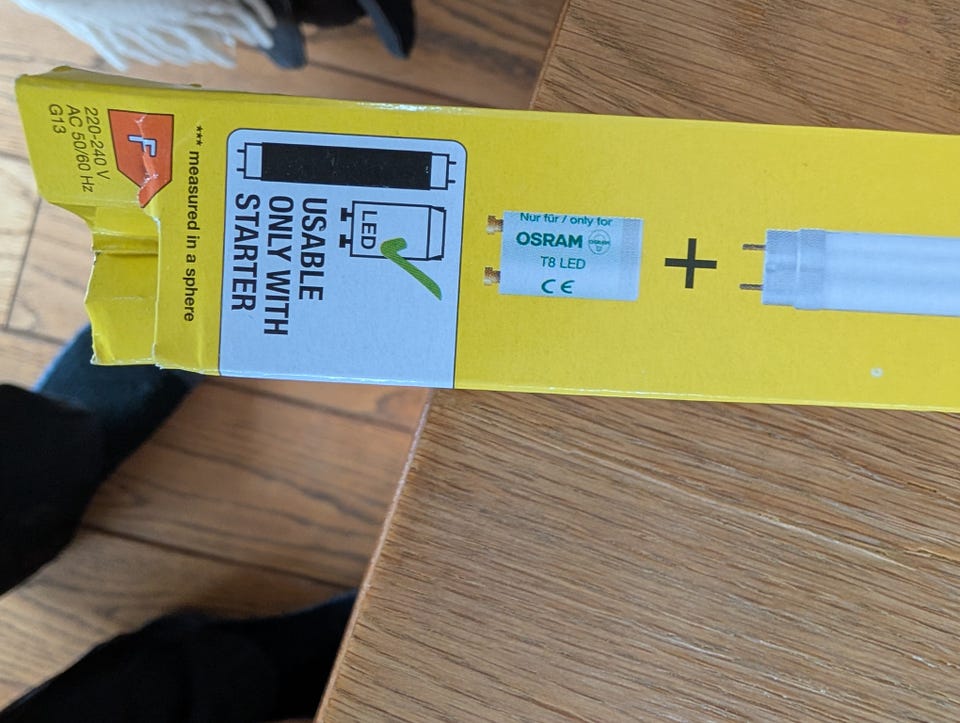 220-240 V
AC 50/60 Hz
G13
F
*** measured in a sphere
LED
USABLE
ONLY WITH
STARTER
Nur für / only for
OSRAM
OSRAM
T8 LED
CE
+